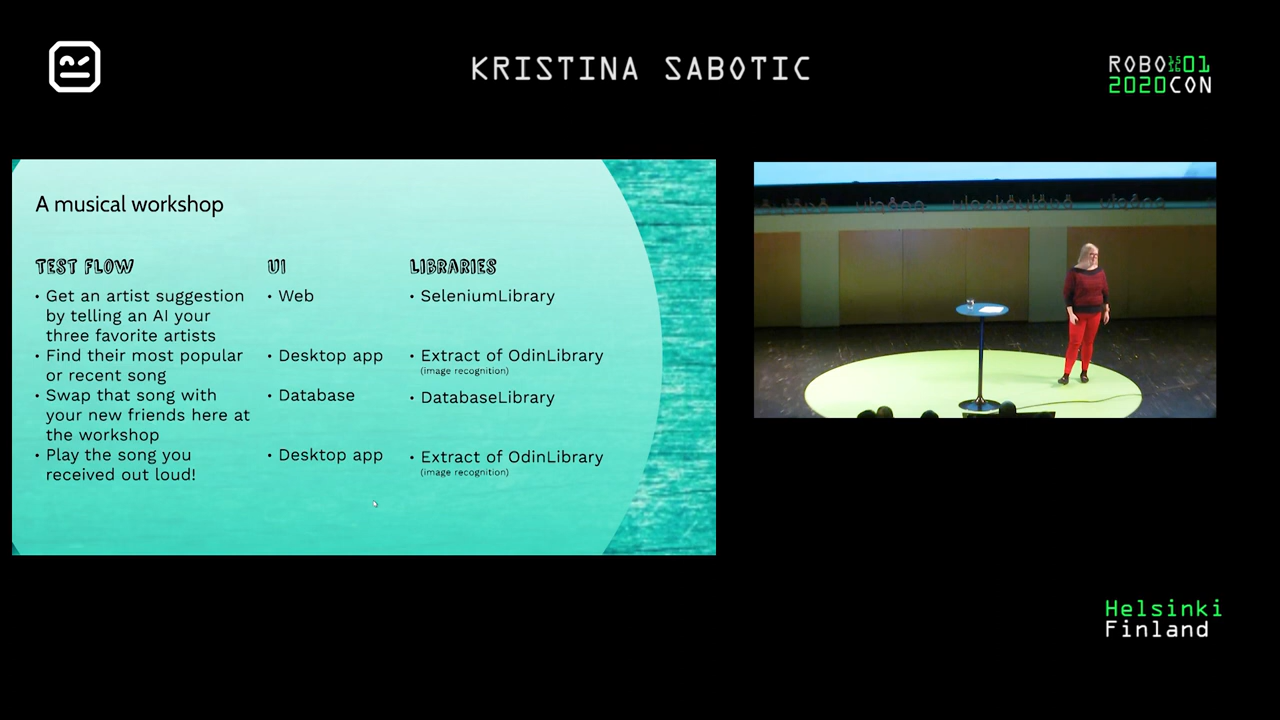 KRISTINA SABOTIC
ROBO 01
2020CON
A musical workshop
TEST FLOW
UI
LIBRARIES
• Get an artist suggestion
by telling an AI your
three favorite artists
• Web
• SeleniumLibrary
• Find their most popular
or recent song
• Desktop app
• Extract of OdinLibrary
(image recognition)
• Swap that song with
your new friends here at
the workshop
• Database
• DatabaseLibrary
• Play the song you
received out loud!
• Desktop app
• Extract of OdinLibrary
(image recognition)
Helsinki
Finland